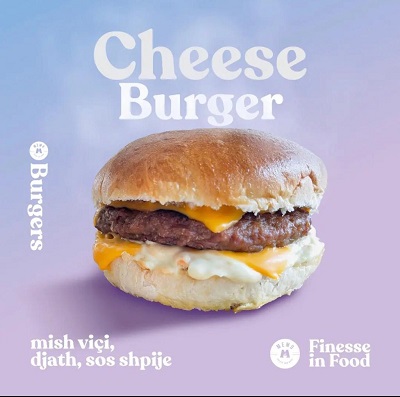 Cheese
Burger
Burgers
mish viçi,
djath, sos shpije
Finesse
in Food